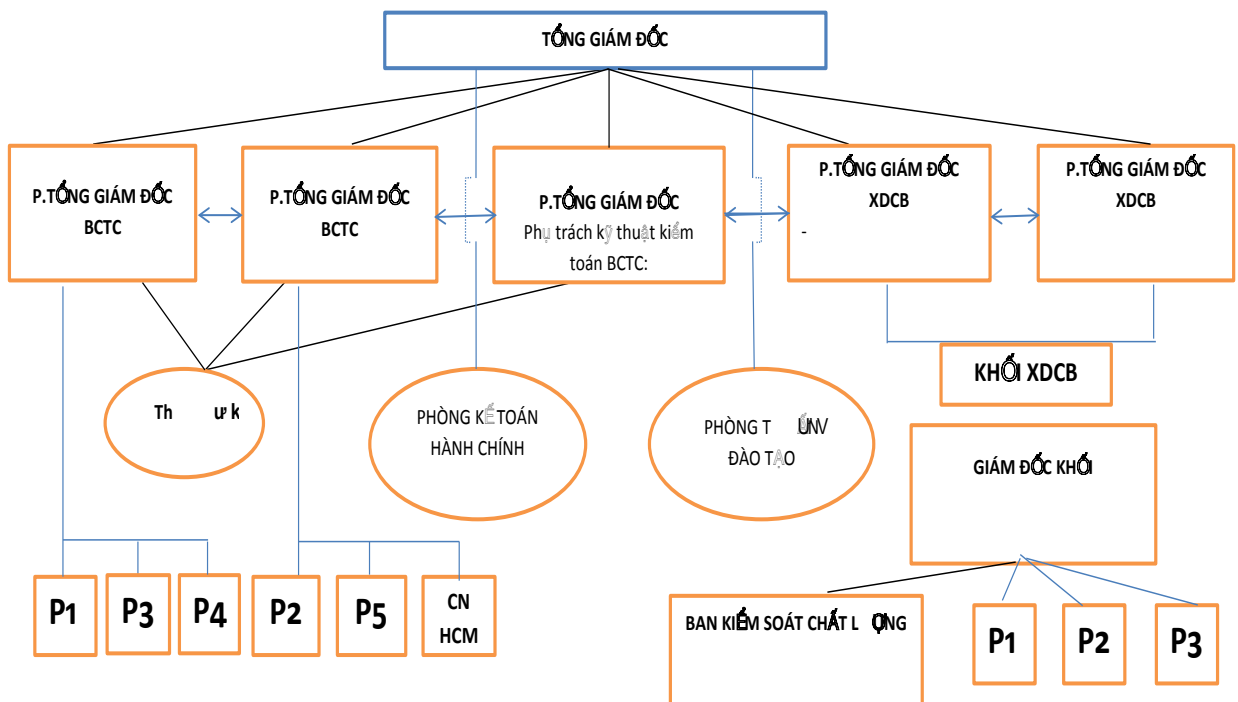 TỔNG GIÁM ĐỐC
P.TỔNG GIÁM ĐỐC
BCTC
P.TỔNG GIÁM ĐỐC
BCTC
P.TỔNG GIÁM ĐỐC
Phụ trách kỹ thuật kiểm
toán BCTC:
P.TỔNG GIÁM ĐỐC
XDCB
-
P.TỔNG GIÁM ĐỐC
XDCB
KHỐI XDCB
Th ư k
PHÒNG KẾ TOÁN
HÀNH CHÍNH
PHÒNG T
ĐÀO TẠO
GIÁM ĐỐC KHỐI
P1
P3
P4
P2
P5
CN
HCM
BAN KIỂM SOÁT CHẤT L ỢNG
P1
P2
P3